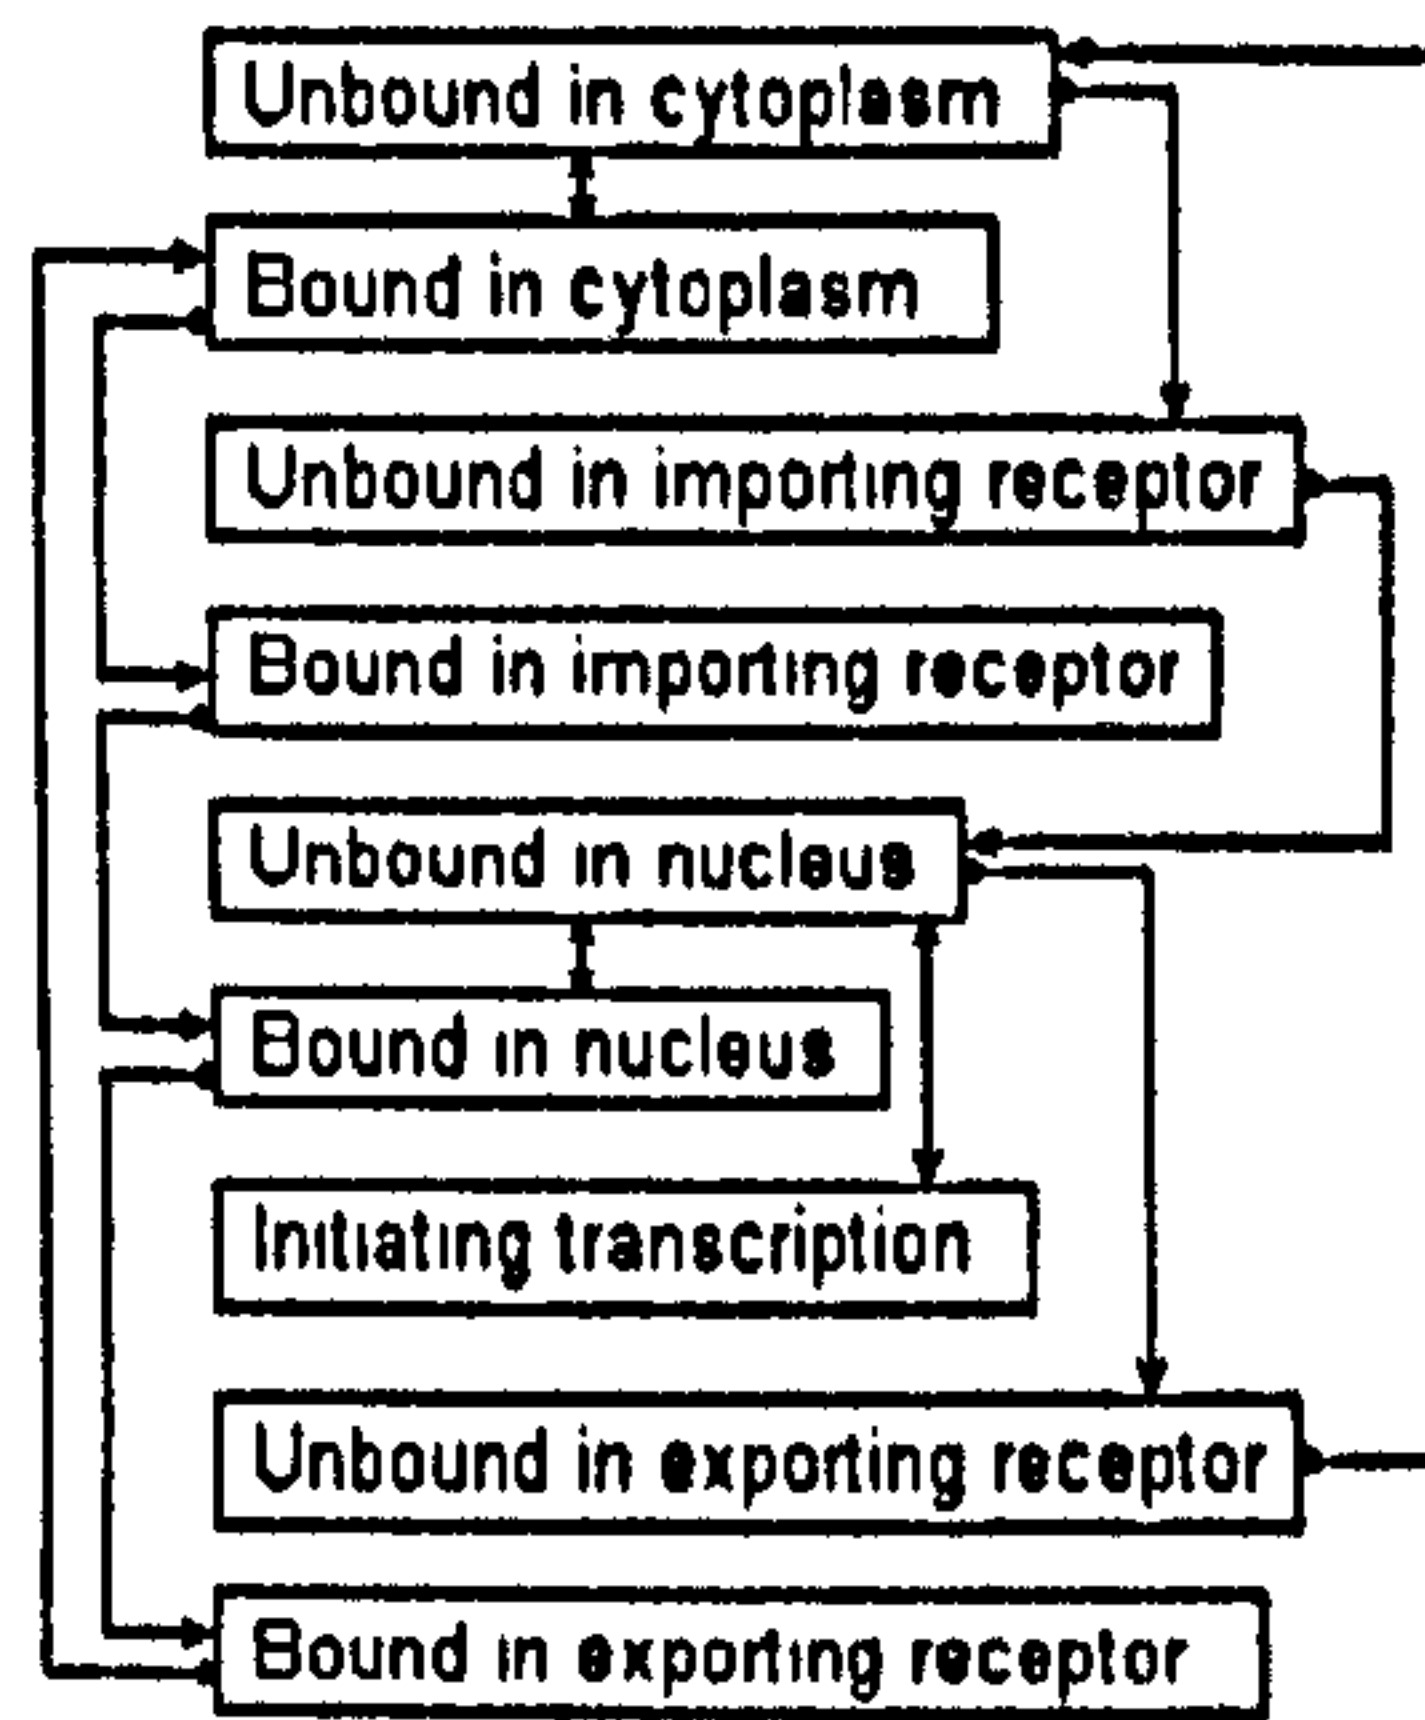 Unbound in cytoplasm
Bound in cytoplasm
Unbound in importing receptor
Bound in importing receptor
Unbound in nucleus
Bound in nucleus
Initiating transcription
Unbound in exporting receptor
Bound in exporting receptor